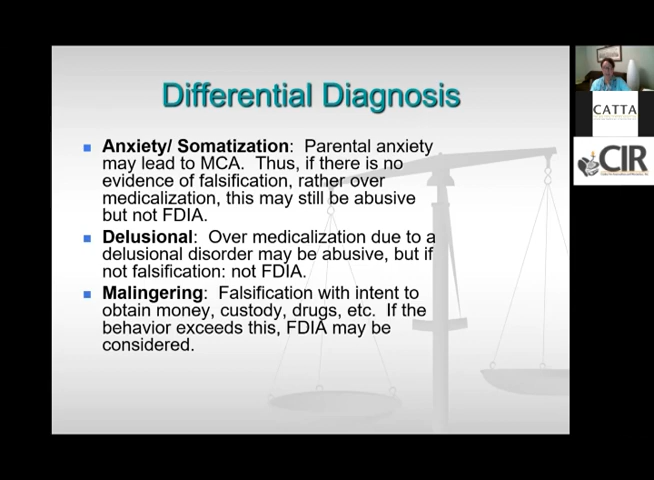 Differential Diagnosis
Anxiety/ Somatization: Parental anxiety
may lead to MCA. Thus, if there is no
evidence of falsification, rather over
medicalization, this may still be abusive
but not FDIA.
Delusional: Over medicalization due to a
delusional disorder may be abusive, but if
not falsification: not FDIA.
Malingering: Falsification with intent to
obtain money, custody, drugs, etc. If the
behavior exceeds this, FDIA may be
considered.
CATTA
CIR